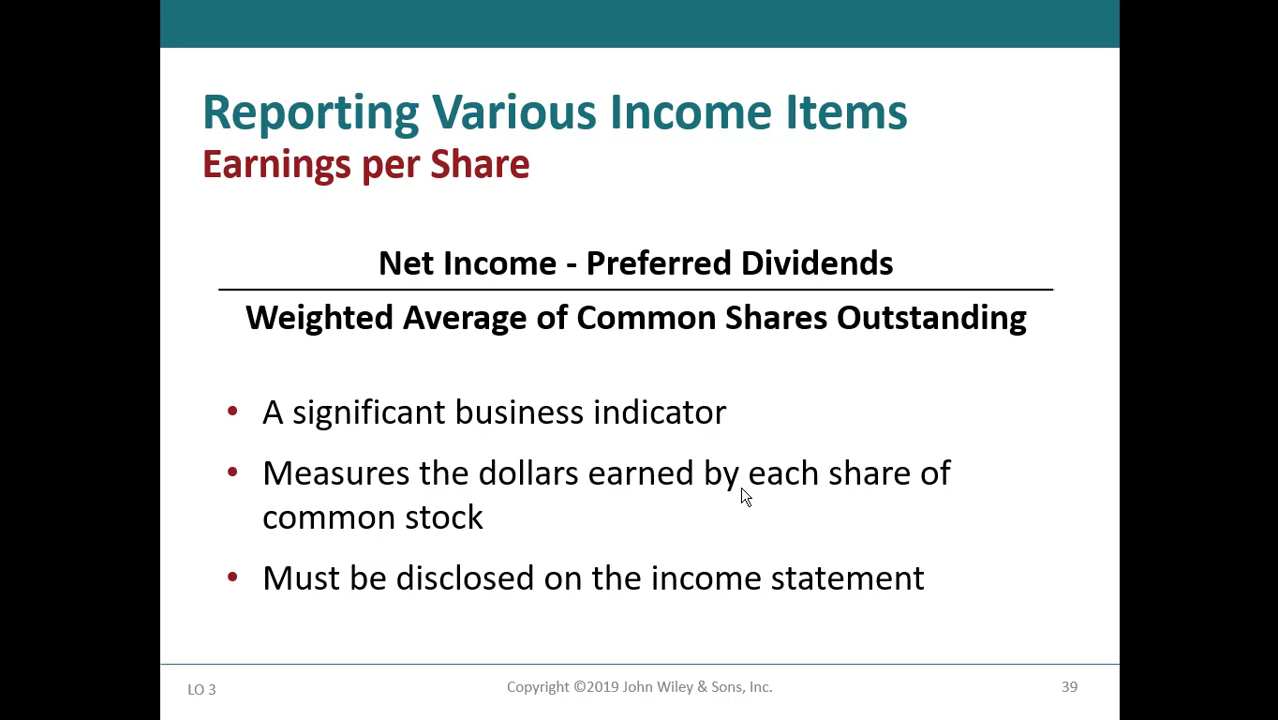 Reporting Various Income Items
Earnings per Share
Net Income - Preferred Dividends
Weighted Average of Common Shares Outstanding
• A significant business indicator
• Measures the dollars earned by each share of
common stock
• Must be disclosed on the income statement
LO 3
Copyright ©2019 John Wiley & Sons, Inc.
39